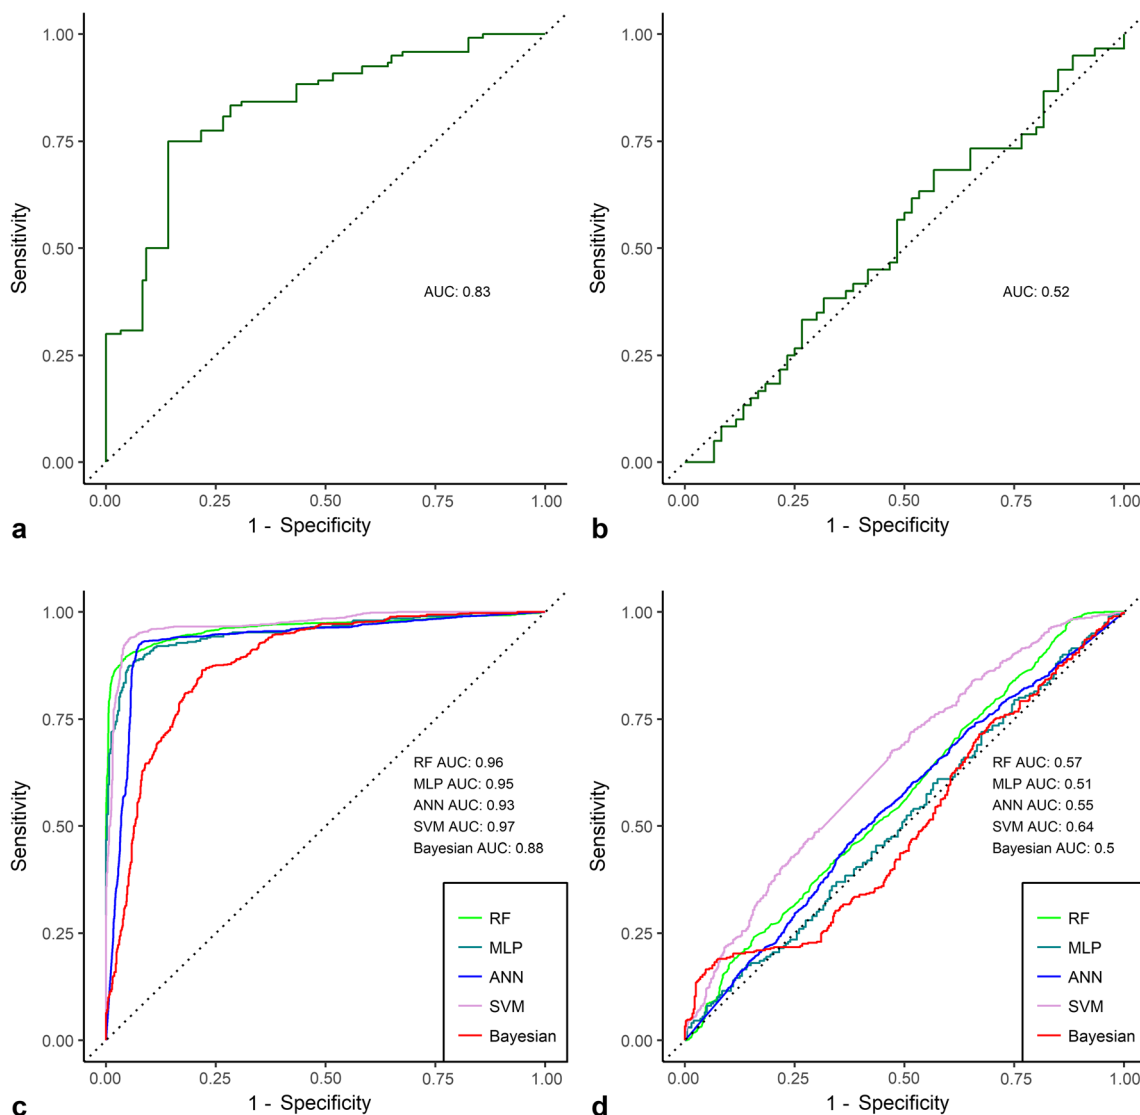 1.00
0.75
0.50
0.25
0.00
Sensitivity
AUC: 0.83
0.00 0.25 0.50 0.75 1.00
1 - Specificity
a
1.00
0.75
0.50
0.25
0.00
Sensitivity
AUC: 0.52
0.00 0.25 0.50 0.75 1.00
1 - Specificity
b
1.00
0.75
0.50
0.25
0.00
Sensitivity
RF AUC: 0.96
MLP AUC: 0.95
ANN AUC: 0.93
SVM AUC: 0.97
Bayesian AUC: 0.88
RF
MLP
ANN
SVM
Bayesian
0.00 0.25 0.50 0.75 1.00
1 - Specificity
c
1.00
0.75
0.50
0.25
0.00
Sensitivity
RF AUC: 0.57
MLP AUC: 0.51
ANN AUC: 0.55
SVM AUC: 0.64
Bayesian AUC: 0.5
RF
MLP
ANN
SVM
Bayesian
0.00 0.25 0.50 0.75 1.00
1 - Specificity
d